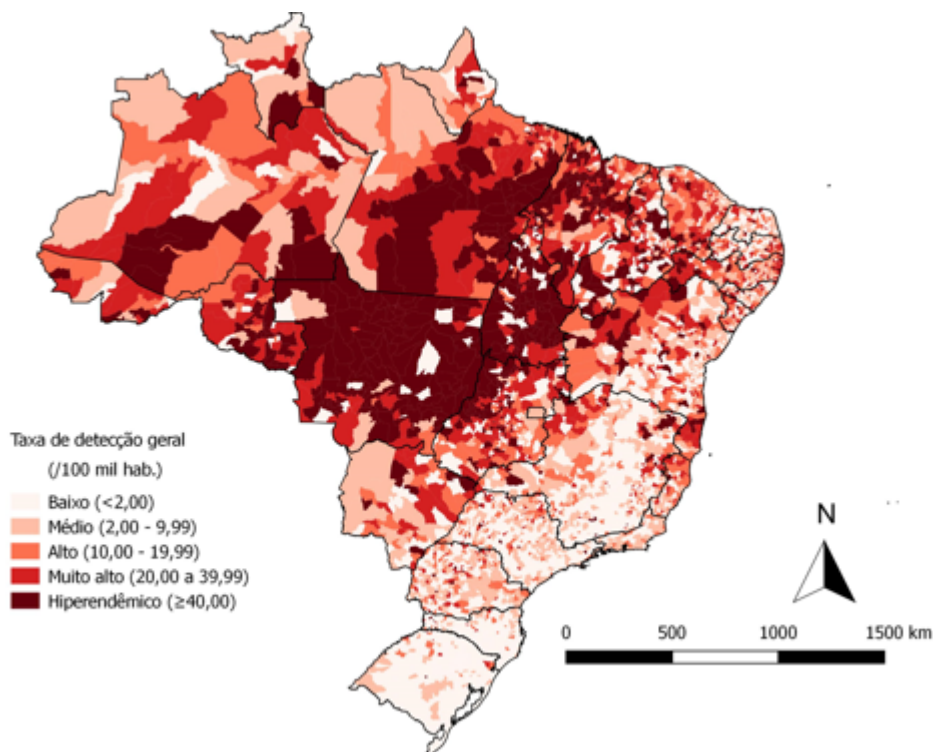 Taxa de detecção geral
(/100 mil hab.)
Baixo (<2,00)
Médio (2,00 - 9,99)
Alto (10,00 - 19,99)
Muito alto (20,00 a 39,99)
Hiperendêmico (≥40,00)
N
0 500 1000 1500 km